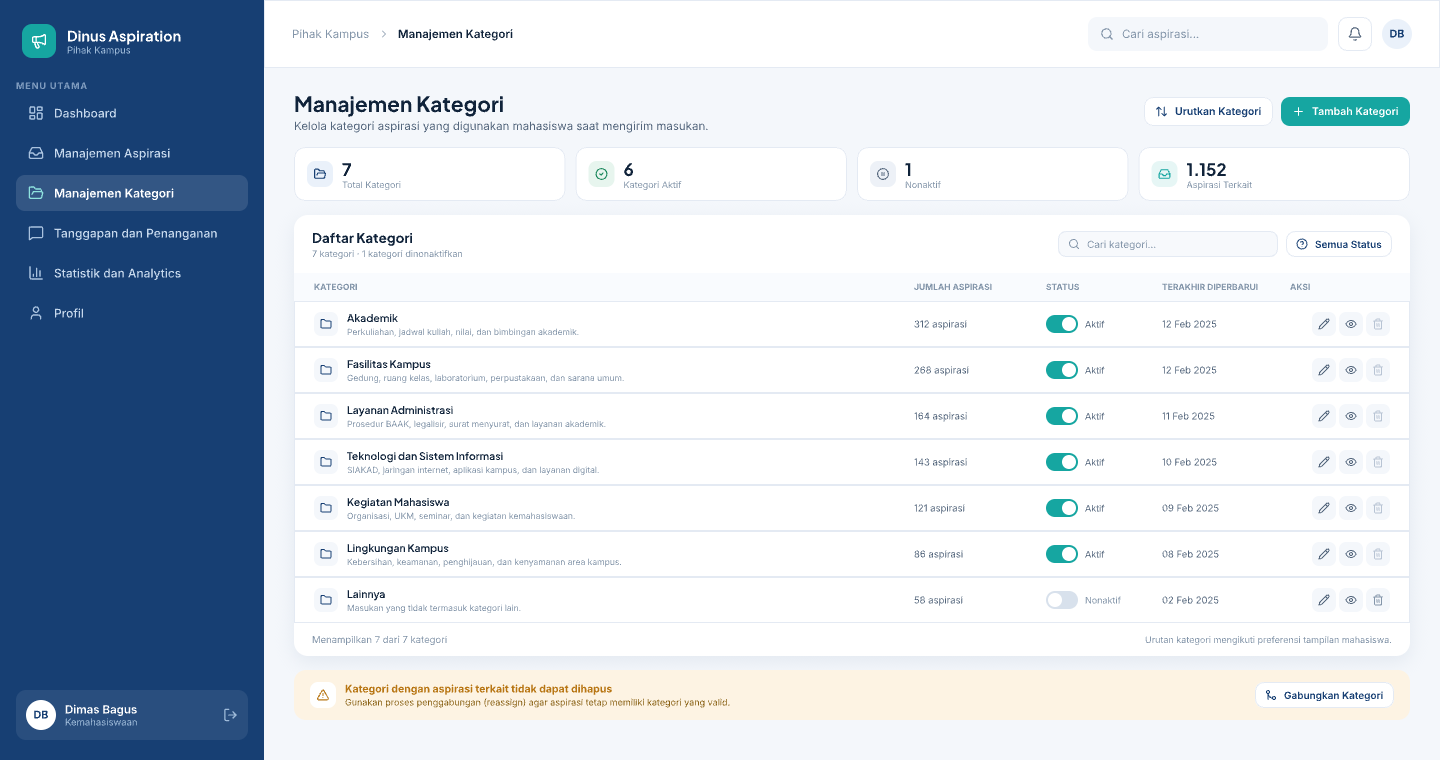 Dinus Aspiration
Pihak Kampus
MENU UTAMA
Dashboard
Manajemen Aspirasi
Manajemen Kategori
Tanggapan dan Penanganan
Statistik dan Analytics
Profil
DB
Dimas Bagus
Kemahasiswaan
Pihak Kampus > Manajemen Kategori
Cari aspirasi...
DB
Manajemen Kategori
Kelola kategori aspirasi yang digunakan mahasiswa saat mengirim masukan.
Urutkan Kategori
+ Tambah Kategori
7
Total Kategori
6
Kategori Aktif
1
Nonaktif
1.152
Aspirasi Terkait
Daftar Kategori
7 kategori · 1 kategori dinonaktifkan
Cari kategori...
Semua Status
KATEGORI JUMLAH ASPIRASI STATUS TERAKHIR DIPERBARUI AKSI
Akademik
Perkuliahan, jadwal kuliah, nilai, dan bimbingan akademik.
312 aspirasi Aktif 12 Feb 2025
Fasilitas Kampus
Gedung, ruang kelas, laboratorium, perpustakaan, dan sarana umum.
268 aspirasi Aktif 12 Feb 2025
Layanan Administrasi
Prosedur BAAK, legalisir, surat menyurat, dan layanan akademik.
164 aspirasi Aktif 11 Feb 2025
Teknologi dan Sistem Informasi
SIAKAD, jaringan internet, aplikasi kampus, dan layanan digital.
143 aspirasi Aktif 10 Feb 2025
Kegiatan Mahasiswa
Organisasi, UKM, seminar, dan kegiatan kemahasiswaan.
121 aspirasi Aktif 09 Feb 2025
Lingkungan Kampus
Kebersihan, keamanan, penghijauan, dan kenyamanan area kampus.
86 aspirasi Aktif 08 Feb 2025
Lainnya
Masukan yang tidak termasuk kategori lain.
58 aspirasi Nonaktif 02 Feb 2025
Menampilkan 7 dari 7 kategori
Urutan kategori mengikuti preferensi tampilan mahasiswa.
Kategori dengan aspirasi terkait tidak dapat dihapus
Gunakan proses penggabungan (reassign) agar aspirasi tetap memiliki kategori yang valid.
Gabungkan Kategori